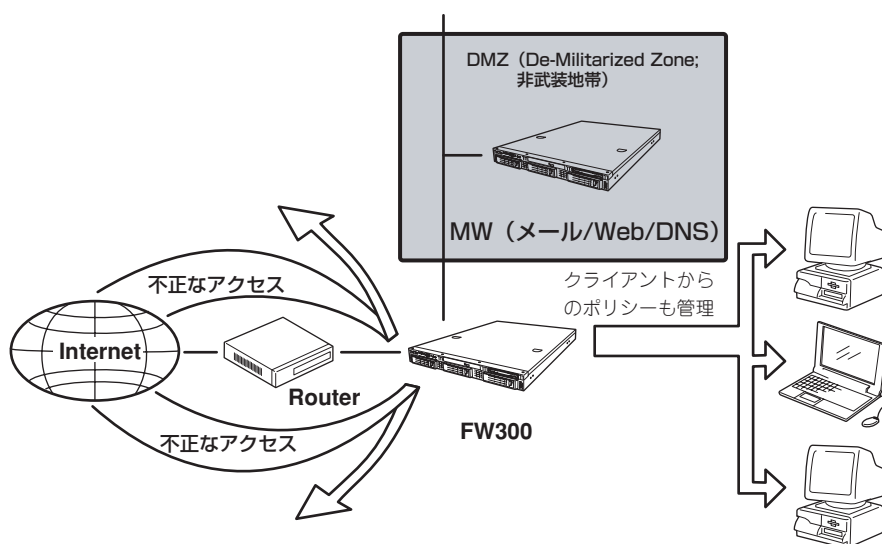 DMZ（De-Militarized Zone;
非武装地帯）
MW（メール/Web/DNS）
不正なアクセス
クライアントから
のポリシーも管理
Internet
Router
FW300
不正なアクセス